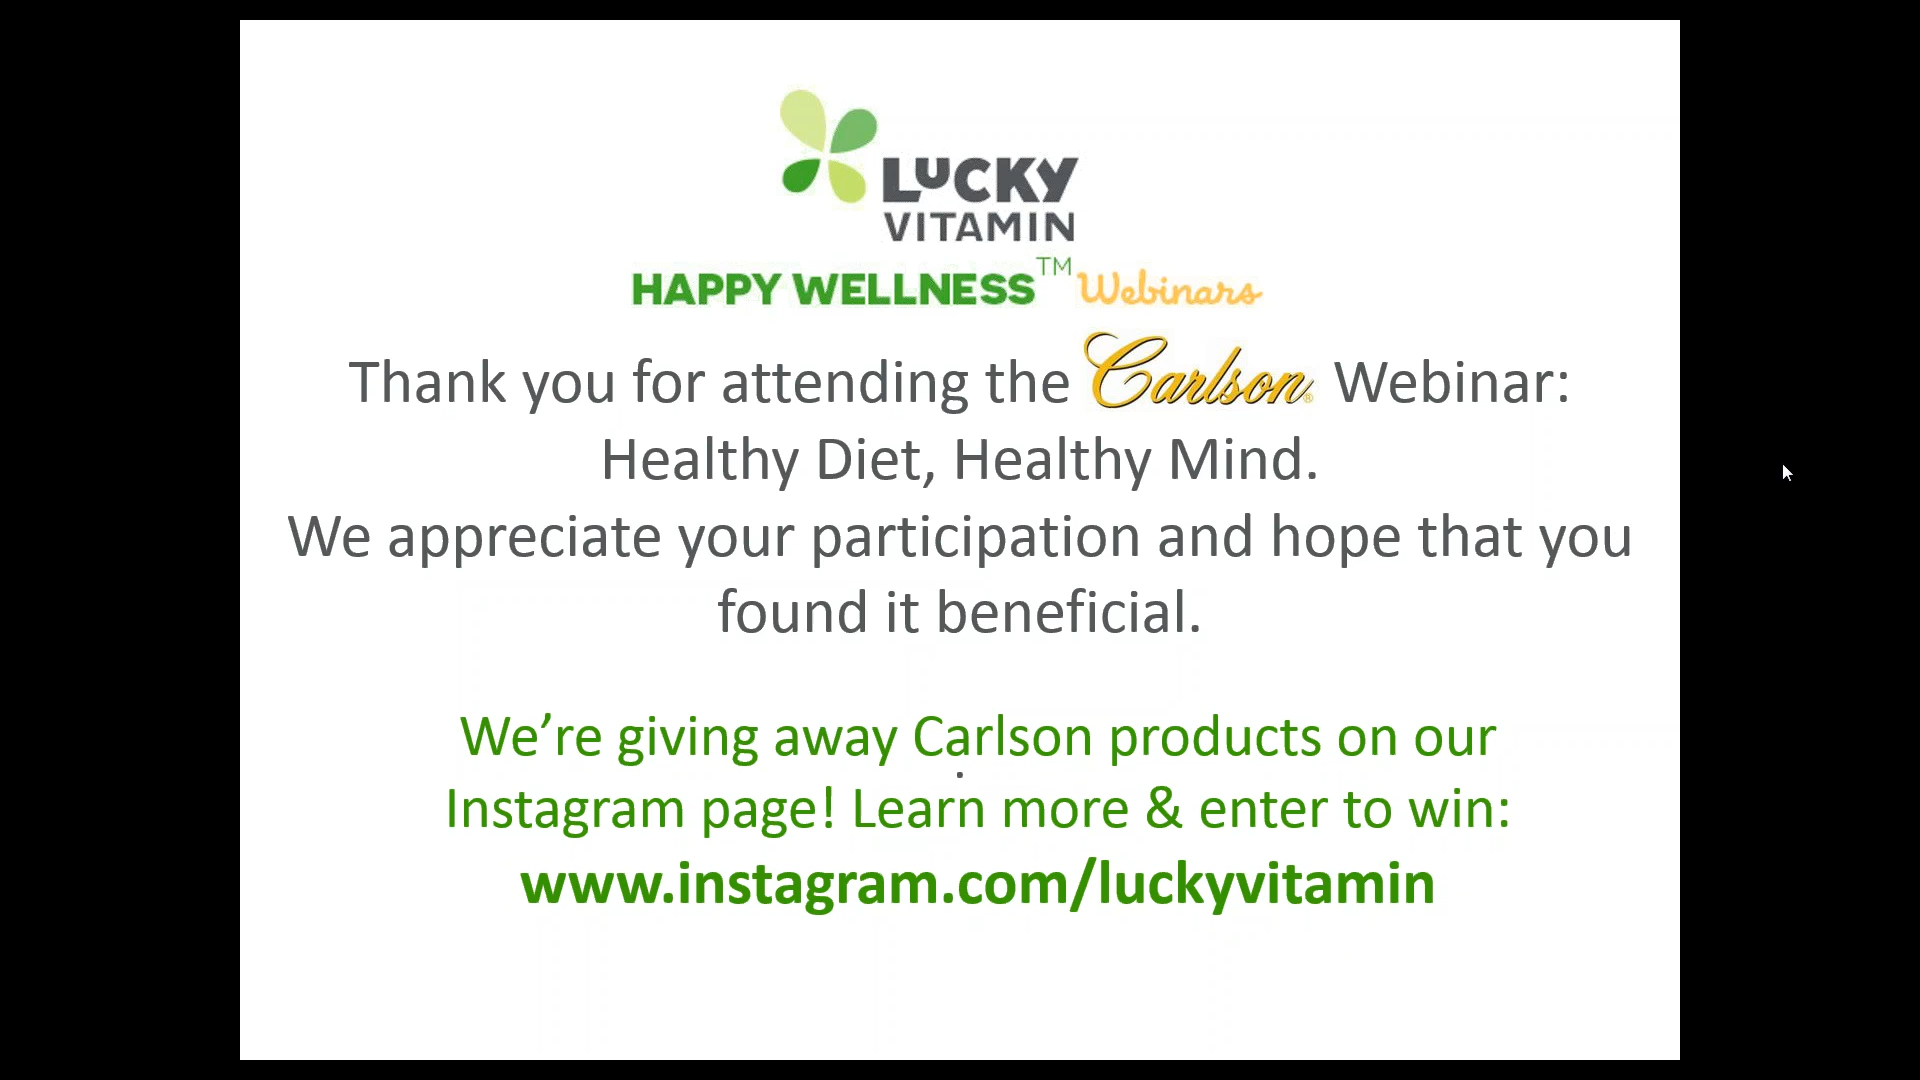 LUCKY
VITAMIN
HAPPY WELLNESS™ Webinars
Thank you for attending the Carlson® Webinar:
Healthy Diet, Healthy Mind.
We appreciate your participation and hope that you
found it beneficial.
We’re giving away Carlson products on our
.
Instagram page! Learn more & enter to win:
www.instagram.com/luckyvitamin